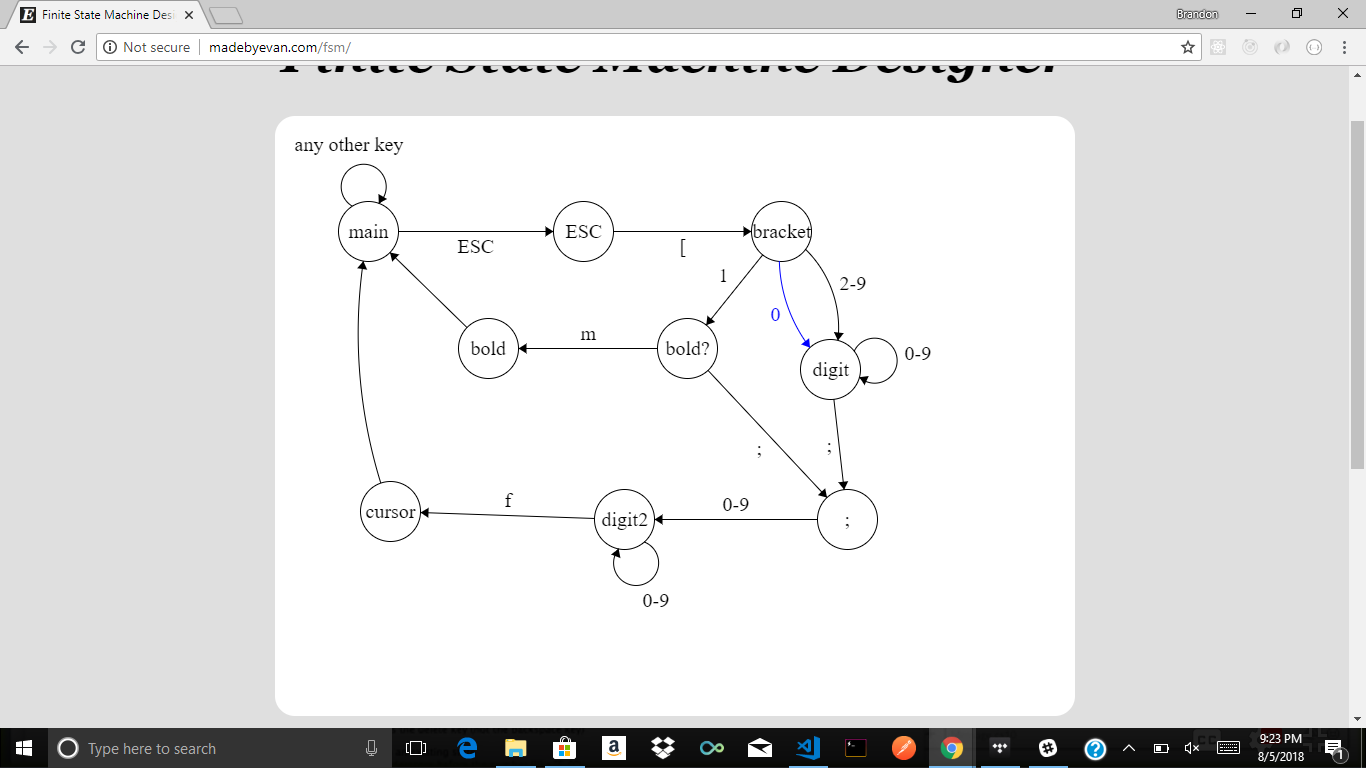 Finite State Machine Des
Brandon
Not secure
madebyevan.com/fsm/
Finite State Machine Designer
any other key
main
ESC
ESC
[
bracket
1
2-9
0
bold
m
bold?
digit
0-9
;
;
cursor
f
digit2
0-9
;
0-9
Type here to search
9:23 PM
8/5/2018
1